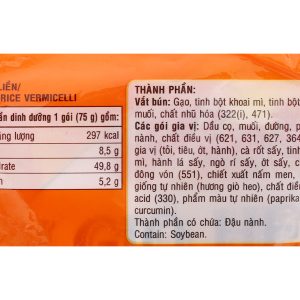 LIỀN/
RICE VERMICELLI
dinh dưỡng 1 gói (75 g) gồm:
lượng 297 kcal
8,5 g
49,8 g
5,2 g
THÀNH PHẦN:
Vắt bún: Gạo, tinh bột khoai mì, tinh bột
muối, chất nhũ hóa (322(i), 471).
Các gói gia vị: Dầu cọ, muối, đường,
nành, chất điều vị (621, 631, 627, 364
gia vị (tỏi, tiêu, ớt, hành), cà rốt sấy, tinh
mì, hành lá sấy, ngò rí sấy, ớt sấy,
đông vón (551), chiết xuất nấm men,
giống tự nhiên (hương giò heo), chất
acid (330), phẩm màu tự nhiên (paprika
curcumin).
Thành phần có chứa: Đậu nành.
Contain: Soybean.